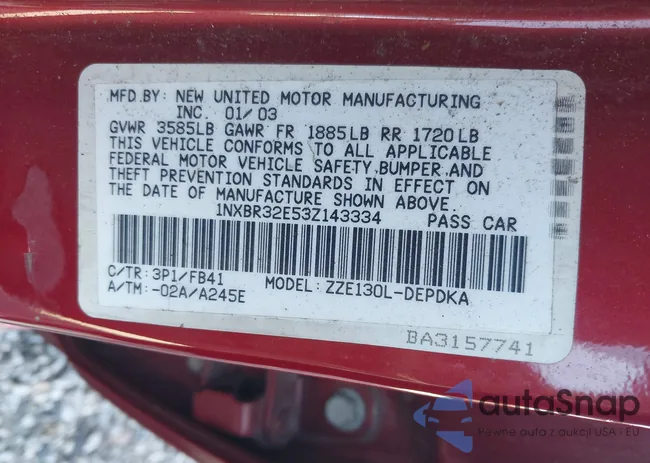 MFD.BY: NEW UNITED MOTOR MANUFACTURING
INC. 01/03
GVWR 3585LB GAWR FR 1885LB RR 1720LB
THIS VEHICLE CONFORMS TO ALL APPLICABLE
FEDERAL MOTOR VEHICLE SAFETY,BUMPER,AND
THEFT PREVENTION STANDARDS IN EFFECT ON
THE DATE OF MANUFACTURE SHOWN ABOVE.
1NXBR32E53Z143334 PASS CAR
C/TR: 3P1/FB41 MODEL: ZZE130L-DEPDKA
A/TM: -02A/A245E
BA3157741
autaSnap
Pewne auta z aukcji USA - EU